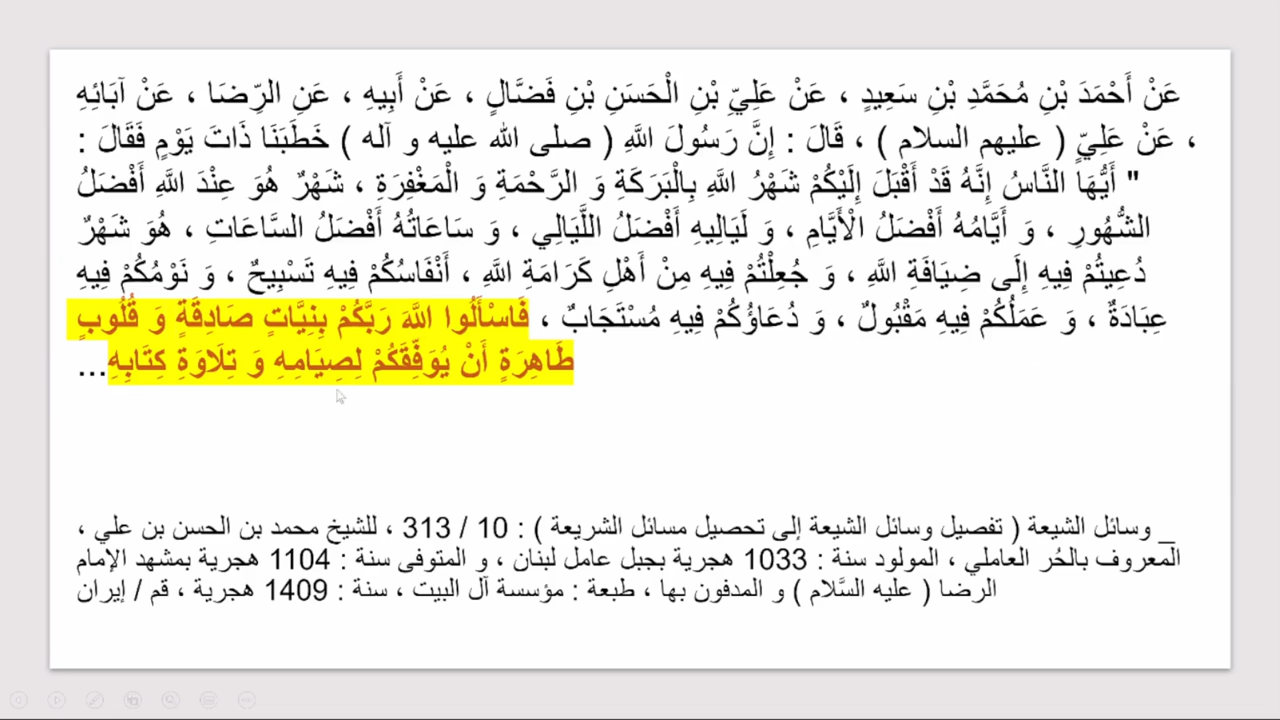 عَنْ أَحْمَدَ بْنِ مُحَمَّدِ بْنِ سَعِيدٍ ، عَنْ عَلِيِّ بْنِ الْحَسَنِ بْنِ فَضَّالٍ ، عَنْ أَبِيهِ ، عَنِ الرِّضَا ، عَنْ آبَائِهِ
، عَنْ عَلِيٍّ ( عليهم السلام ) ، قَالَ : إِنَّ رَسُولَ اللَّهِ ( صلى الله عليه و آله ) خَطَبَنَا ذَاتَ يَوْمٍ فَقَالَ :
" أَيُّهَا النَّاسُ إِنَّهُ قَدْ أَقْبَلَ إِلَيْكُمْ شَهْرُ اللَّهِ بِالْبَرَكَةِ وَ الرَّحْمَةِ وَ الْمَغْفِرَةِ ، شَهْرٌ هُوَ عِنْدَ اللَّهِ أَفْضَلُ
الشُّهُورِ ، وَ أَيَّامُهُ أَفْضَلُ الْأَيَّامِ ، وَ لَيَالِيهِ أَفْضَلُ اللَّيَالِي ، وَ سَاعَاتُهُ أَفْضَلُ السَّاعَاتِ ، هُوَ شَهْرٌ
دُعِيتُمْ فِيهِ إِلَى ضِيَافَةِ اللَّهِ ، وَ جُعِلْتُمْ فِيهِ مِنْ أَهْلِ كَرَامَةِ اللَّهِ ، أَنْفَاسُكُمْ فِيهِ تَسْبِيحٌ ، وَ نَوْمُكُمْ فِيهِ
عِبَادَةٌ ، وَ عَمَلُكُمْ فِيهِ مَقْبُولٌ ، وَ دُعَاؤُكُمْ فِيهِ مُسْتَجَابٌ ، فَاسْأَلُوا اللَّهَ رَبَّكُمْ بِنِيَّاتٍ صَادِقَةٍ وَ قُلُوبٍ
طَاهِرَةٍ أَنْ يُوَفِّقَكُمْ لِصِيَامِهِ وَ تِلَاوَةِ كِتَابِهِ...
_ وسائل الشيعة ( تفصيل وسائل الشيعة إلى تحصيل مسائل الشريعة ) : 10 / 313 ، للشيخ محمد بن الحسن بن علي ،
المعروف بالحُر العاملي ، المولود سنة : 1033 هجرية بجبل عامل لبنان ، و المتوفى سنة : 1104 هجرية بمشهد الإمام
الرضا ( عليه السَّلام ) و المدفون بها ، طبعة : مؤسسة آل البيت ، سنة : 1409 هجرية ، قم / إيران